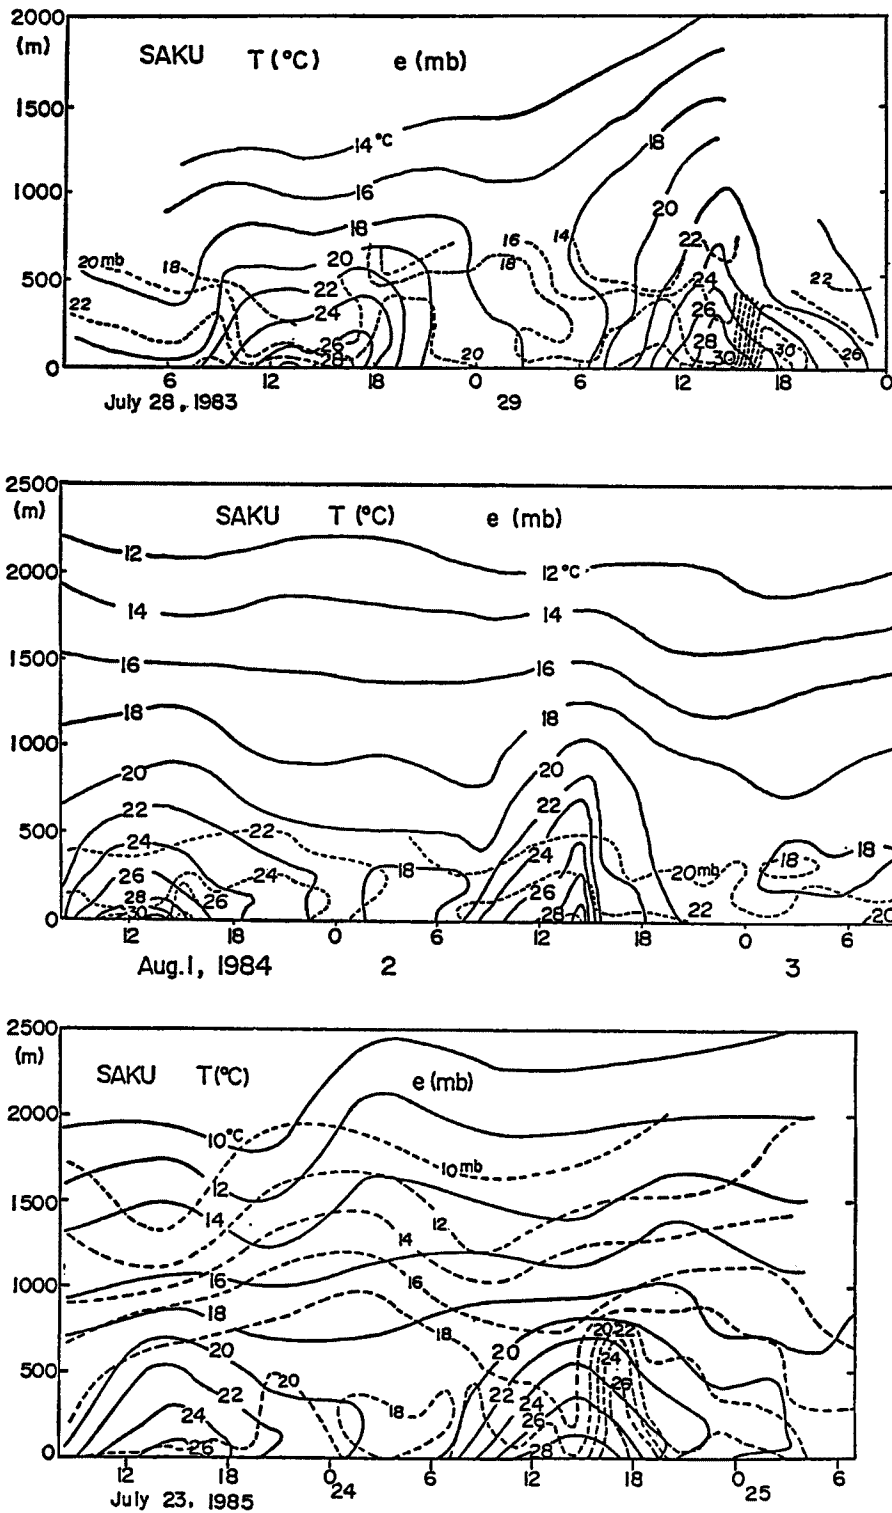 2000
(m)
SAKU T (°C) e (mb)
1500
14 °C
18
1000
16
20
18
20mb 18 20 16 14 22
18 22
500
22 22 24
24 26
26 28
28 20 30 30 26
0
6 12 18 0 6 12 18 0
July 28, 1983 29
2500
(m)
SAKU T (°C) e (mb)
12 12 °C
2000
14 14
1500
16 16
18 18
1000
20 20
22 22
500
22
24 24 18 18 18
26 24 20mb
28 26 26
30 28 22 20
0
12 18 0 6 12 18 0 6
Aug.1, 1984 2 3
2500
(m)
SAKU T(°C) e (mb)
2000
10°C
10mb
12
1500
14 12
14
16 16
1000
18 18
20 22
20 20
24
500
22 20 22 26
24 18 24
26
26 28
0
12 18 0 6 12 18 0 6
July 23, 1985 24 25